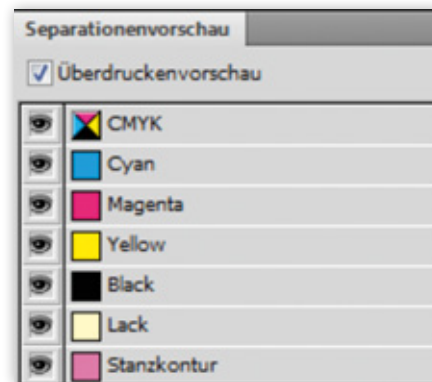 Separationenvorschau
Überdruckenvorschau
CMYK
Cyan
Magenta
Yellow
Black
Lack
Stanzkontur